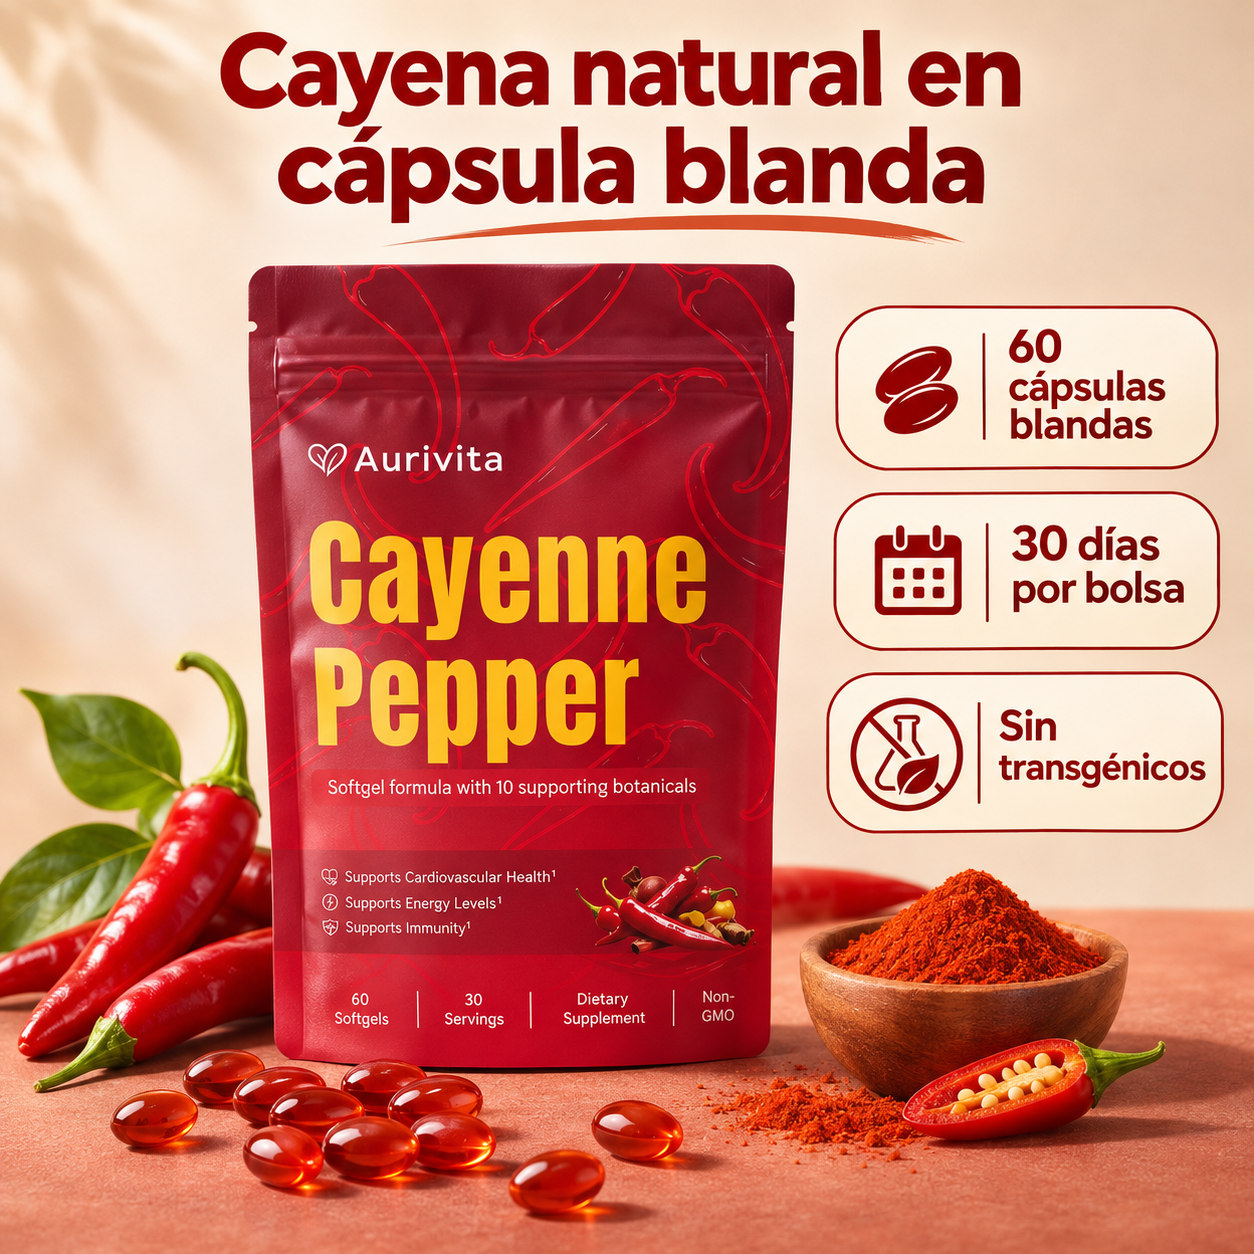 Cayena natural en
cápsula blanda
60
cápsulas
blandas
30 días
por bolsa
Sin
transgénicos
Aurivita
Cayenne
Pepper
Softgel formula with 10 supporting botanicals
Supports Cardiovascular Health¹
Supports Energy Levels¹
Supports Immunity¹
60
Softgels
30
Servings
Dietary
Supplement
Non-
GMO